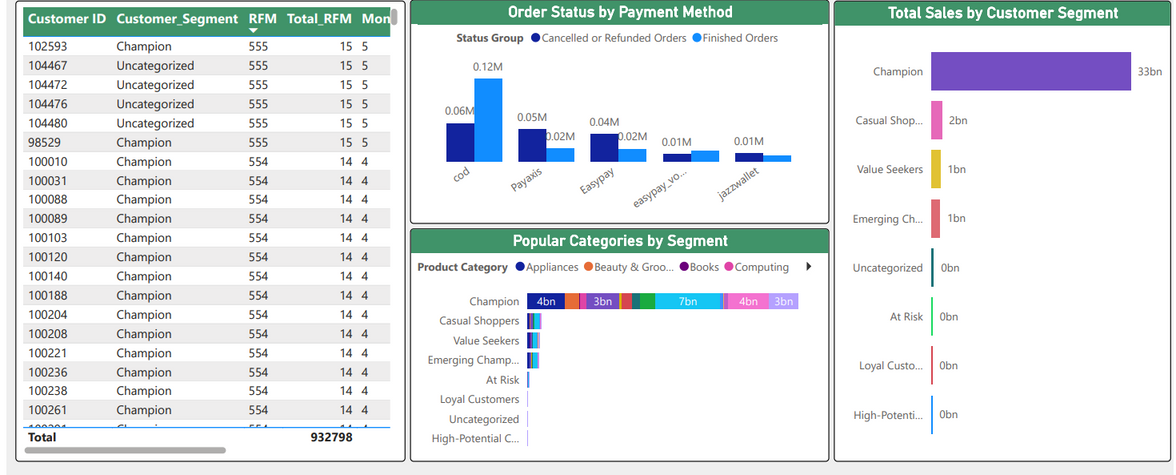 Customer ID Customer_Segment RFM Total_RFM Mon
102593 Champion 555 15 5
104467 Uncategorized 555 15 5
104472 Uncategorized 555 15 5
104476 Uncategorized 555 15 5
104480 Uncategorized 555 15 5
98529 Champion 555 15 5
100010 Champion 554 14 4
100031 Champion 554 14 4
100088 Champion 554 14 4
100089 Champion 554 14 4
100103 Champion 554 14 4
100120 Champion 554 14 4
100140 Champion 554 14 4
100188 Champion 554 14 4
100204 Champion 554 14 4
100208 Champion 554 14 4
100221 Champion 554 14 4
100236 Champion 554 14 4
100238 Champion 554 14 4
100261 Champion 554 14 4
Total 932798
Order Status by Payment Method
Status Group Cancelled or Refunded Orders Finished Orders
0.12M
0.06M
0.05M
0.02M
0.04M
0.02M
0.01M
0.01M
cod
Payaxis
Easypay
easypay_vo...
jazzwallet
Popular Categories by Segment
Product Category Appliances Beauty & Groo... Books Computing
Champion 4bn 3bn 7bn 4bn 3bn
Casual Shoppers
Value Seekers
Emerging Champ...
At Risk
Loyal Customers
Uncategorized
High-Potential C...
Total Sales by Customer Segment
Champion 33bn
Casual Shop... 2bn
Value Seekers 1bn
Emerging Ch... 1bn
Uncategorized 0bn
At Risk 0bn
Loyal Custo... 0bn
High-Potenti... 0bn